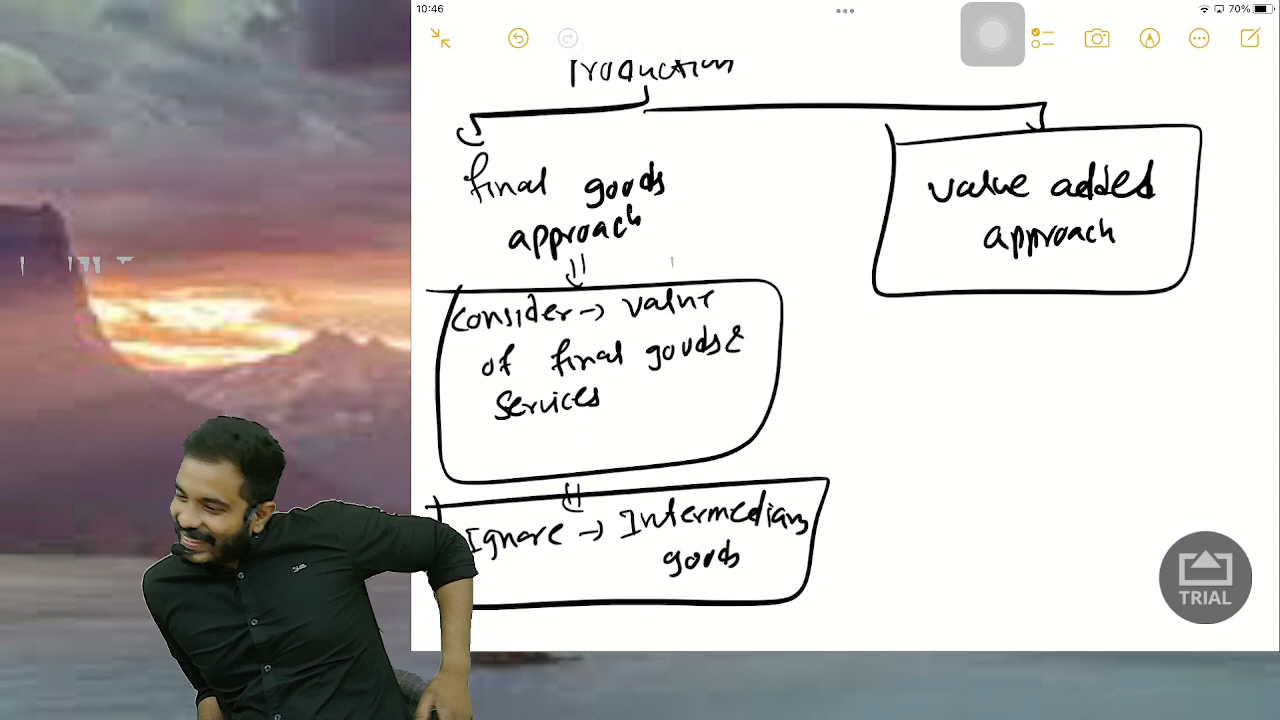 10:46
70%
Production
final goods
approach
value added
approach
Consider → value
of final goods &
Services
Ignore → Intermediary
goods
TRIAL